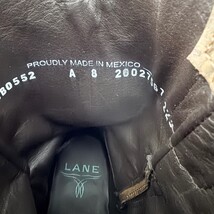 PROUDLY MADE IN MEXICO
B0552 A 8
LANE